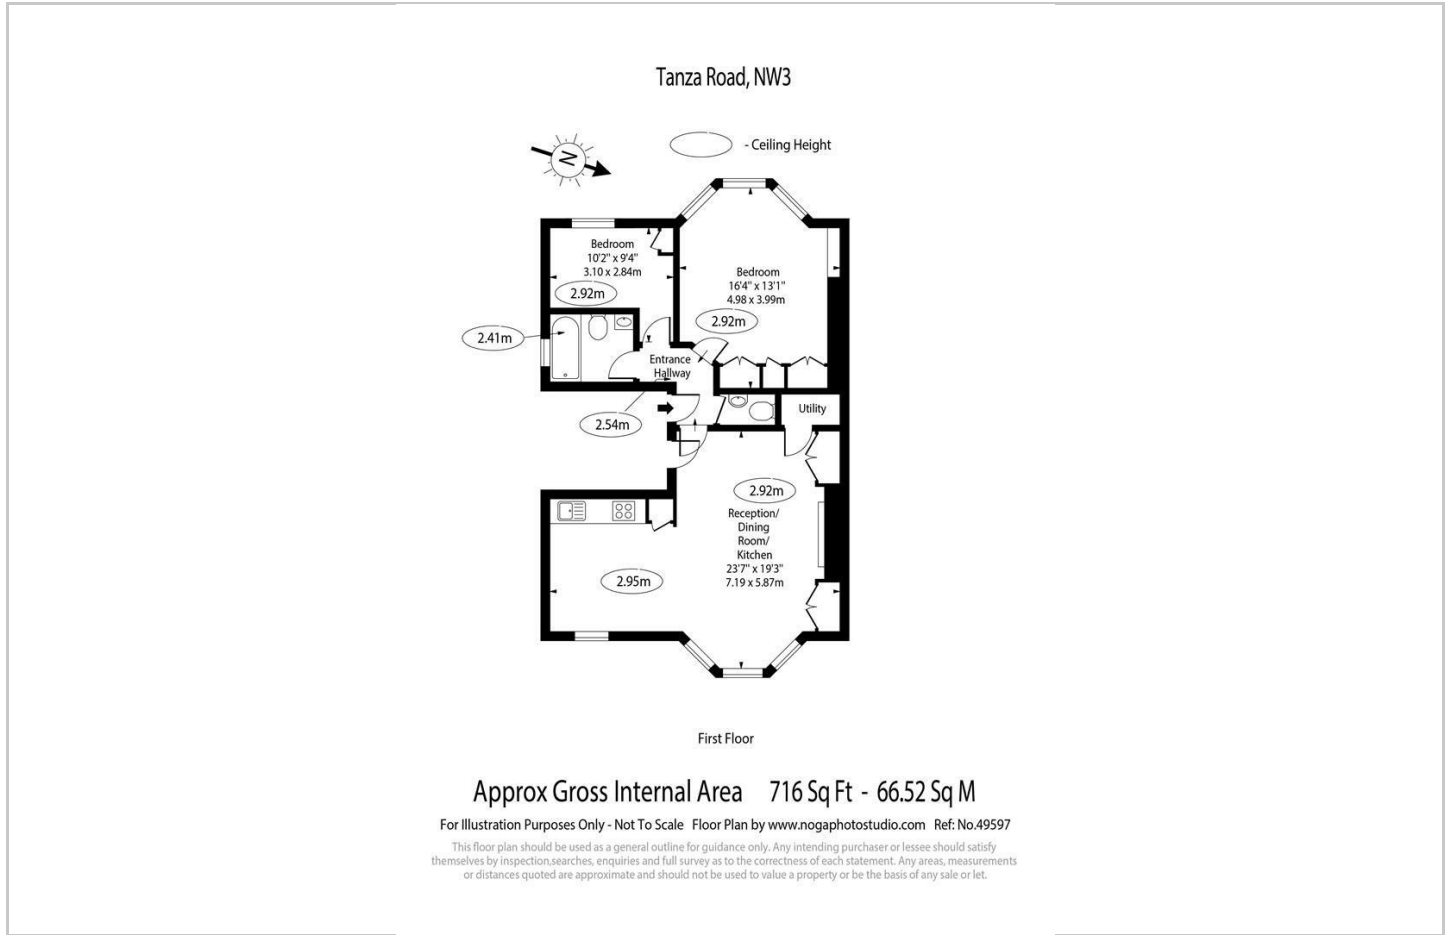 Tanza Road, NW3
N
- Ceiling Height
Bedroom
10'2" x 9'4"
3.10 x 2.84m
2.92m
Bedroom
16'4" x 13'1"
4.98 x 3.99m
2.92m
2.41m
Entrance
Hallway
2.54m
Utility
2.92m
Reception/
Dining
Room/
Kitchen
23'7" x 19'3"
7.19 x 5.87m
2.95m
First Floor
Approx Gross Internal Area 716 Sq Ft - 66.52 Sq M
For Illustration Purposes Only - Not To Scale Floor Plan by www.nogaphotostudio.com Ref: No.49597
This floor plan should be used as a general outline for guidance only. Any intending purchaser or lessee should satisfy
themselves by inspection,searches, enquiries and full survey as to the correctness of each statement. Any areas, measurements
or distances quoted are approximate and should not be used to value a property or be the basis of any sale or let.